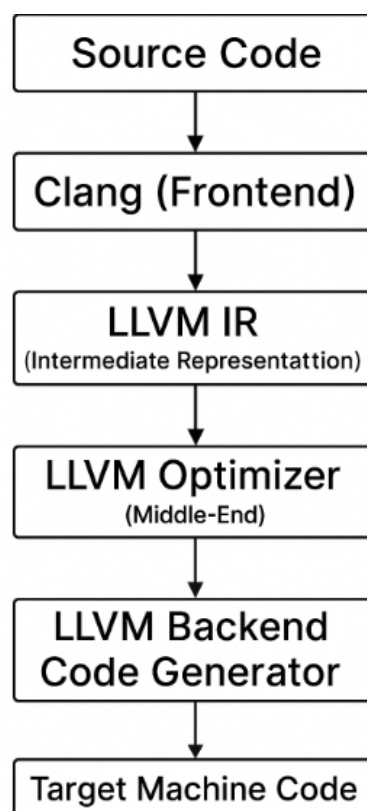 Source Code
Clang (Frontend)
LLVM IR
(Intermediate Representattion)
LLVM Optimizer
(Middle-End)
LLVM Backend
Code Generator
Target Machine Code